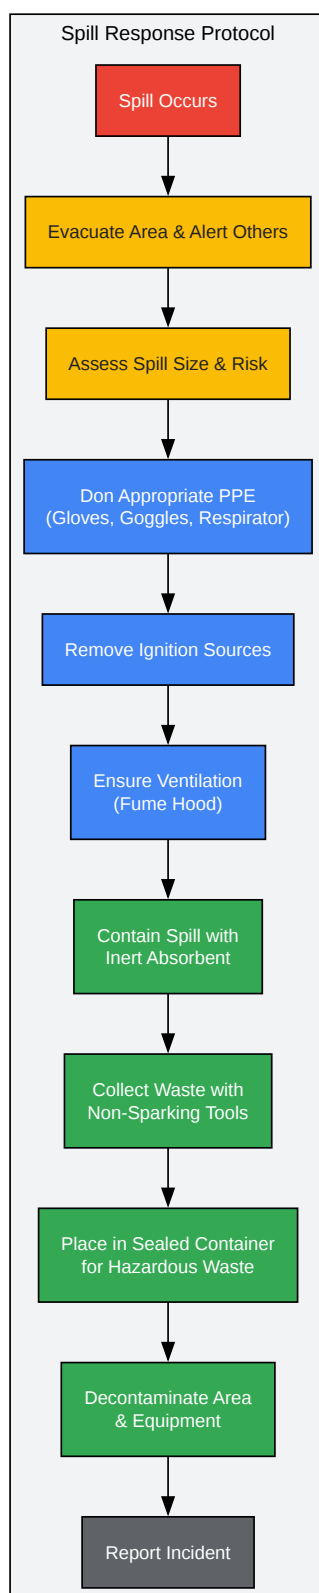 Spill Response Protocol
Spill Occurs
Evacuate Area & Alert Others
Assess Spill Size & Risk
Don Appropriate PPE
(Gloves, Goggles, Respirator)
Remove Ignition Sources
Ensure Ventilation
(Fume Hood)
Contain Spill with
Inert Absorbent
Collect Waste with
Non-Sparking Tools
Place in Sealed Container
for Hazardous Waste
Decontaminate Area
& Equipment
Report Incident